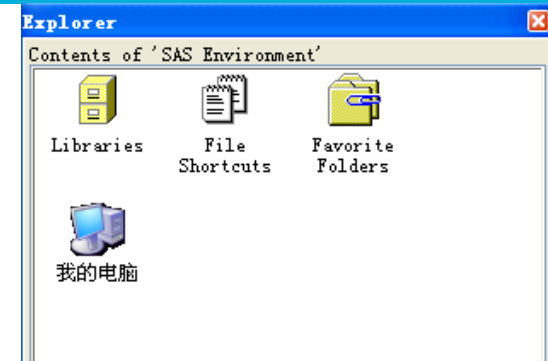 Explorer
Contents of 'SAS Environment'
Libraries
File
Shortcuts
Favorite
Folders
我的电脑